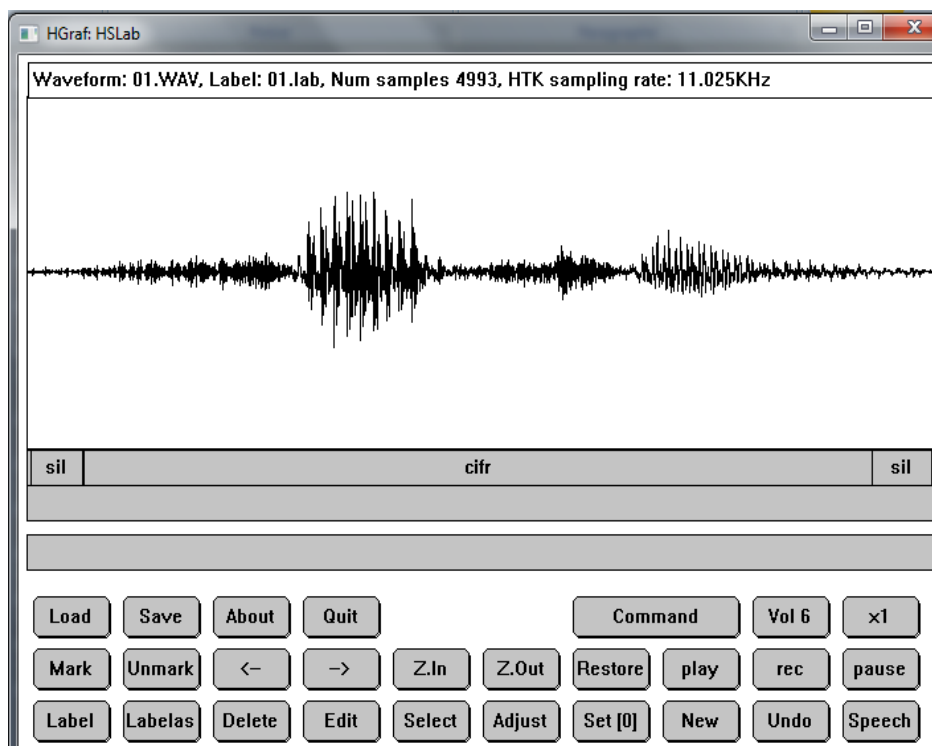 HGraf: HSLab
Waveform: 01.WAV, Label: 01.lab, Num samples 4993, HTK sampling rate: 11.025KHz
sil cifr sil
Load Save About Quit Command Vol 6 x1
Mark Unmark <- -> Z.In Z.Out Restore play rec pause
Label Labelas Delete Edit Select Adjust Set [0] New Undo Speech